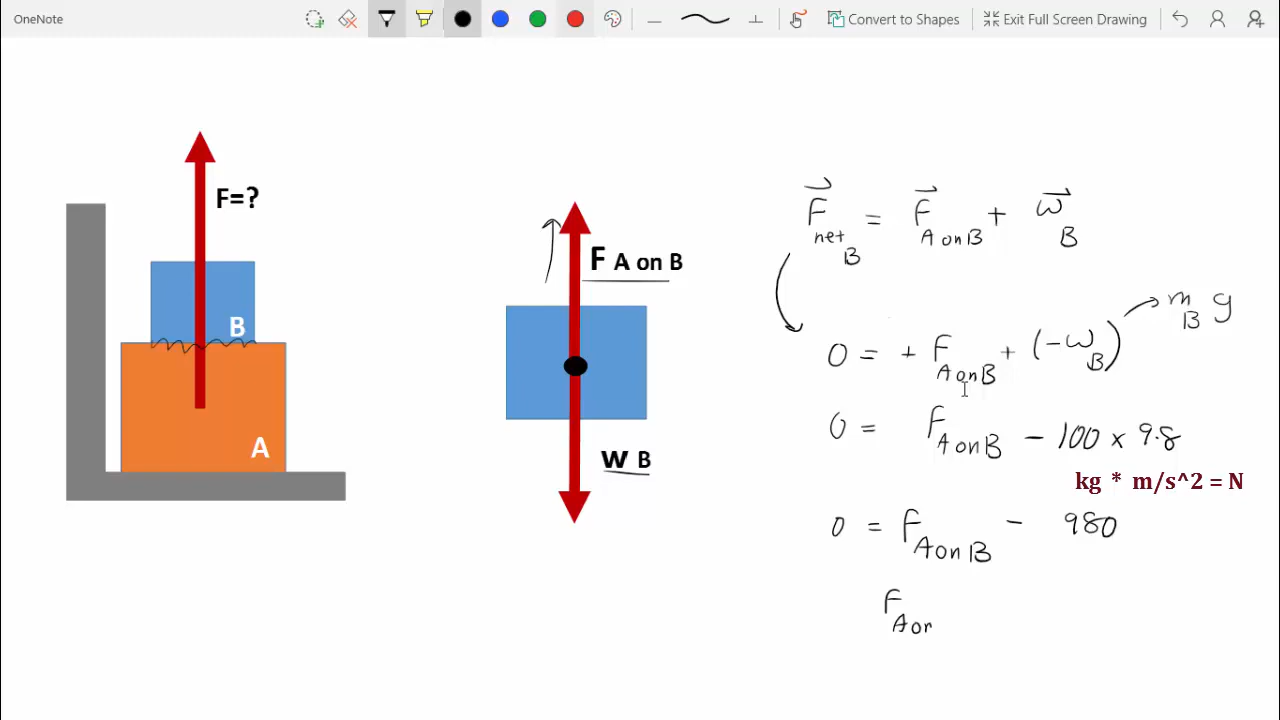 OneNote
Convert to Shapes
Exit Full Screen Drawing
F=?
B
A
F A on B
w B
F⃗ net B = F⃗ A on B + w⃗ B
0 = + F A on B + (-w B) → m B g
0 = F A on B - 100 x 9.8
kg * m/s^2 = N
0 = F A on B - 980
F A on